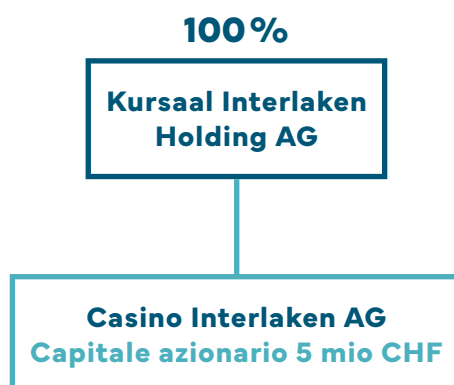 100 %
Kursaal Interlaken
Holding AG
Casino Interlaken AG
Capitale azionario 5 mio CHF